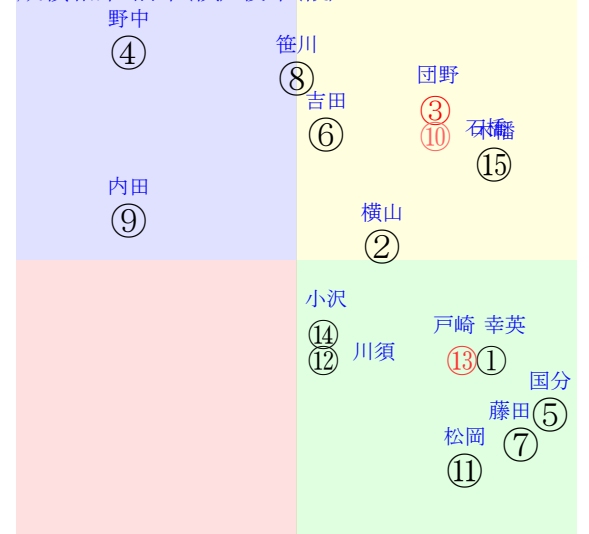 野中
④
笹川
⑧
団野
吉田
③
⑥
⑩
石橋
⑮
内田
⑨
横山
②
小沢
⑭
戸崎 幸英
⑫
川須
⑬①
国分
藤田⑤
松岡
⑦
⑪